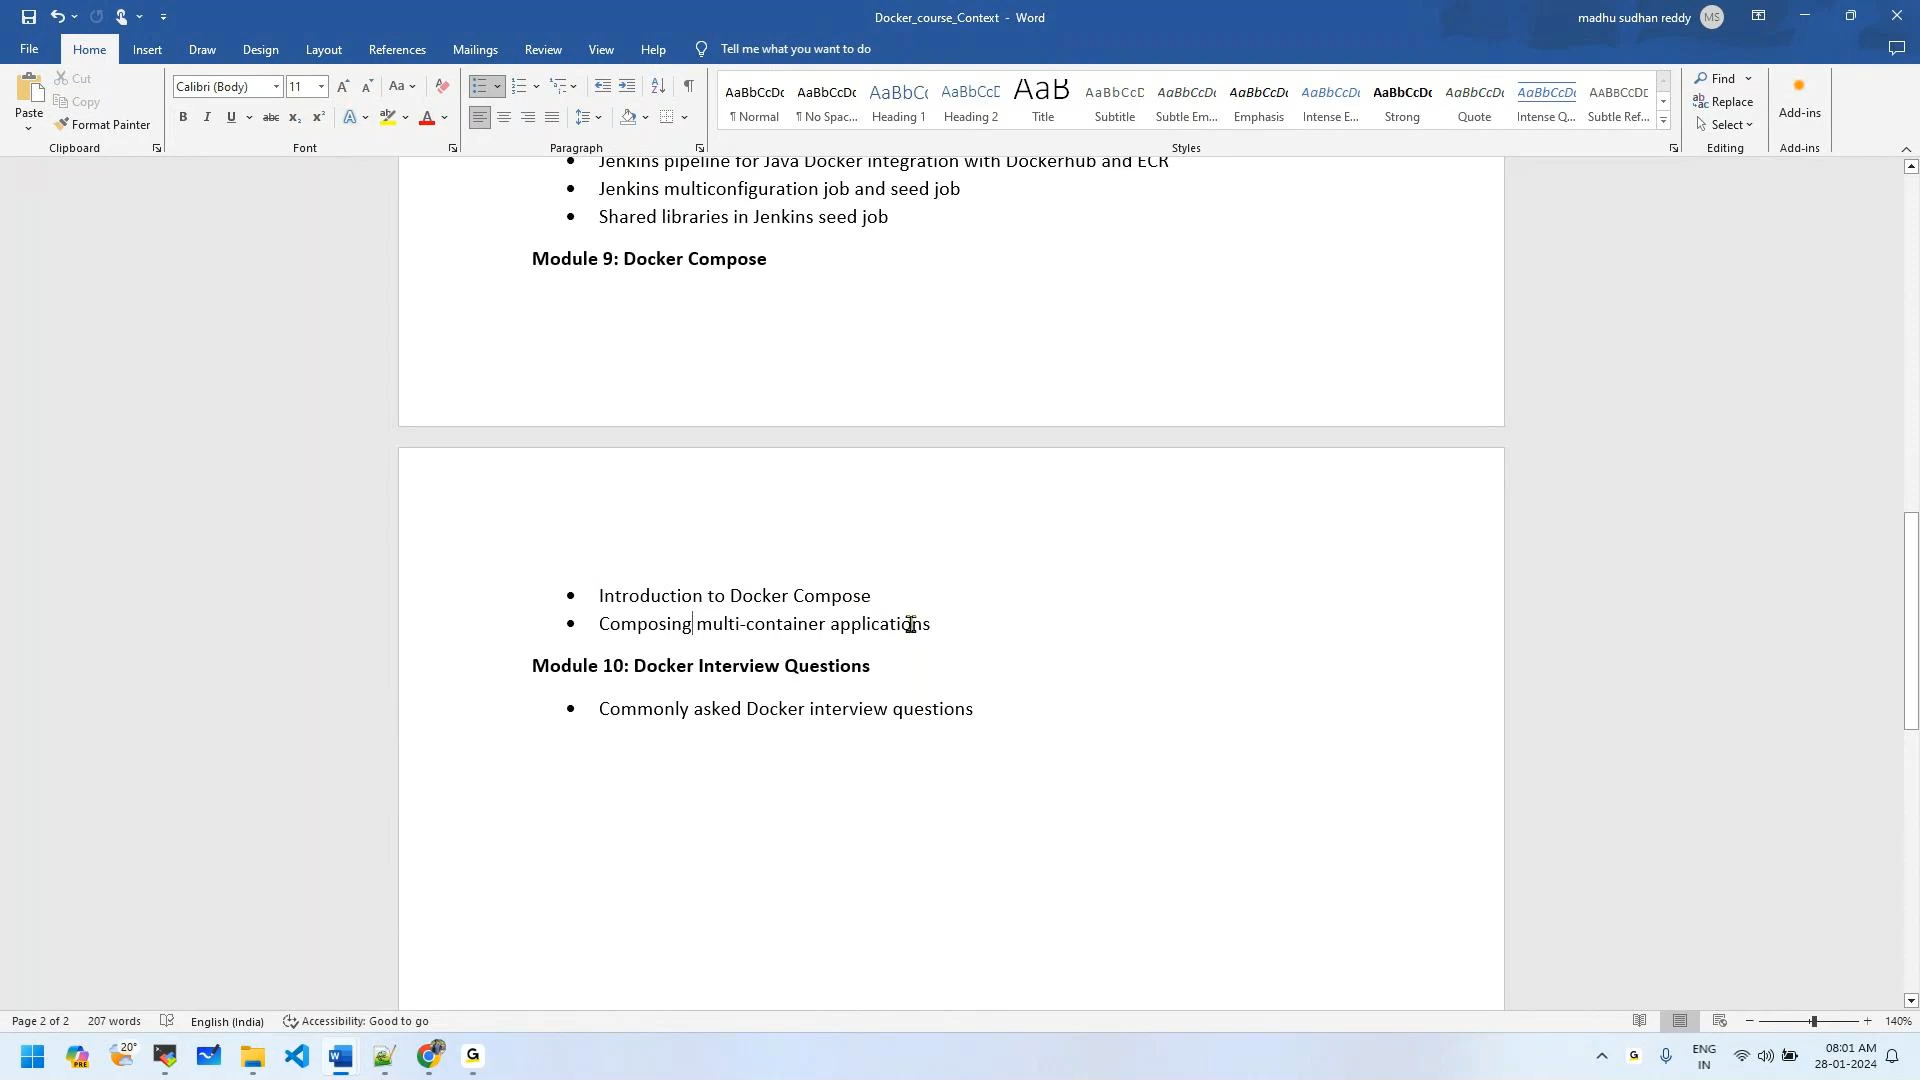 Docker_course_Context - Word
madhu sudhan reddy MS
File Home Insert Draw Design Layout References Mailings Review View Help Tell me what you want to do
Paste
Cut
Copy
Format Painter
Clipboard
Calibri (Body) 11
Font
Paragraph
AaBbCcDc ¶ Normal
AaBbCcDc ¶ No Spac...
AaBbCc Heading 1
AaBbCcD Heading 2
AaB Title
AaBbCcD Subtitle
AaBbCcDc Subtle Em...
AaBbCcDc Emphasis
AaBbCcDc Intense E...
AaBbCcDc Strong
AaBbCcDc Quote
AaBbCcDc Intense Q...
AABBCCDE Subtle Ref...
Styles
Find
Replace
Select
Editing
Add-ins
Add-ins
• Jenkins pipeline for Java Docker integration with Dockerhub and ECR
• Jenkins multiconfiguration job and seed job
• Shared libraries in Jenkins seed job
Module 9: Docker Compose
• Introduction to Docker Compose
• Composing multi-container applications
Module 10: Docker Interview Questions
• Commonly asked Docker interview questions
Page 2 of 2 207 words English (India) Accessibility: Good to go 140%
20°
ENG
IN
08:01 AM
28-01-2024